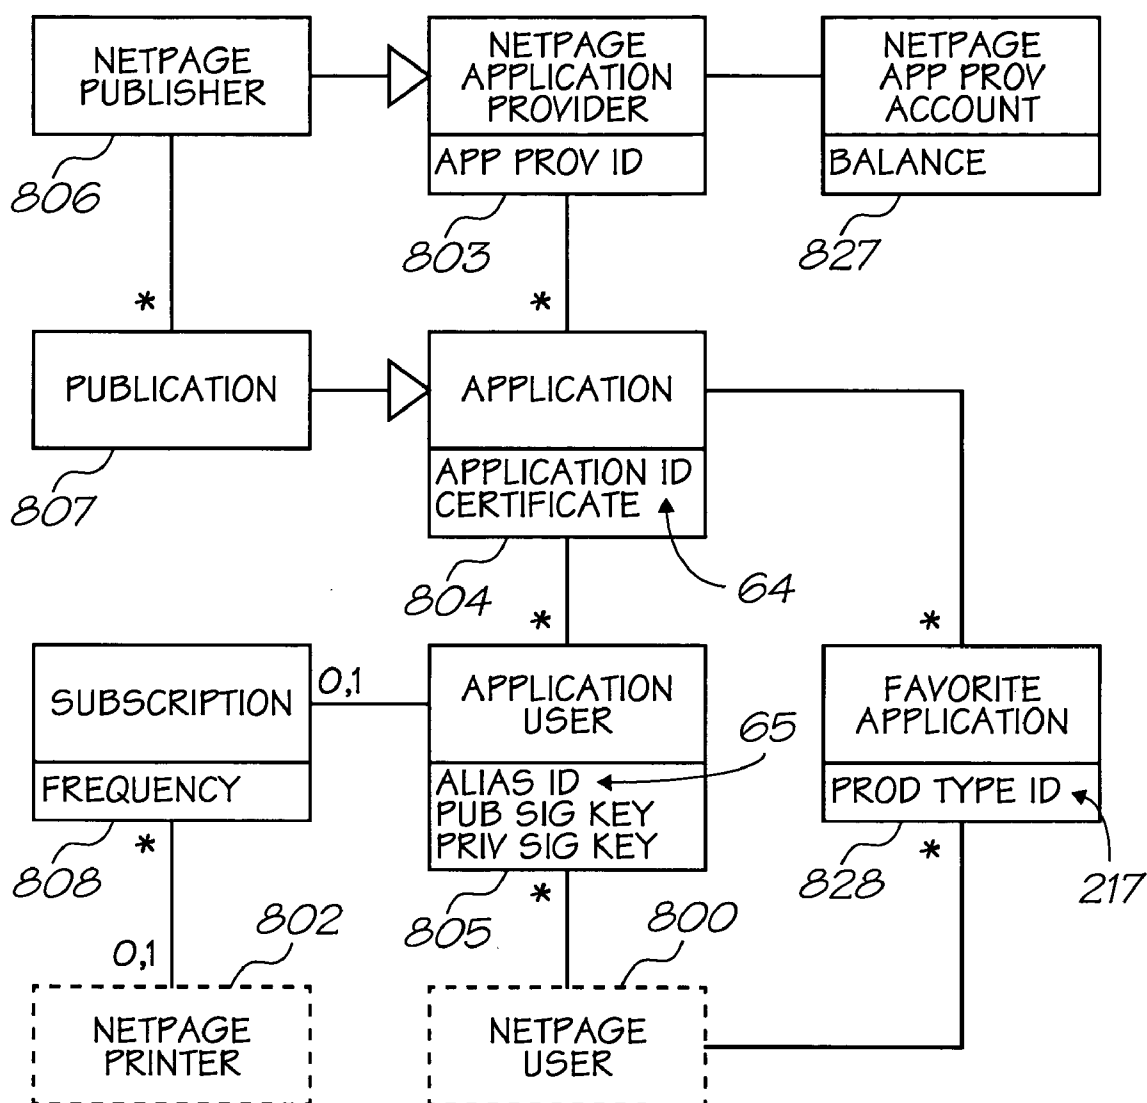 NETPAGE
PUBLISHER
806
NETPAGE
APPLICATION
PROVIDER
APP PROV ID
803
NETPAGE
APP PROV
ACCOUNT
BALANCE
827
*
*
PUBLICATION
807
APPLICATION
APPLICATION ID
CERTIFICATE
804
64
*
*
SUBSCRIPTION
0,1
FREQUENCY
808
*
APPLICATION
USER
65
ALIAS ID
PUB SIG KEY
PRIV SIG KEY
805
*
FAVORITE
APPLICATION
PROD TYPE ID
828
*
217
802
0,1
800
NETPAGE
PRINTER
NETPAGE
USER